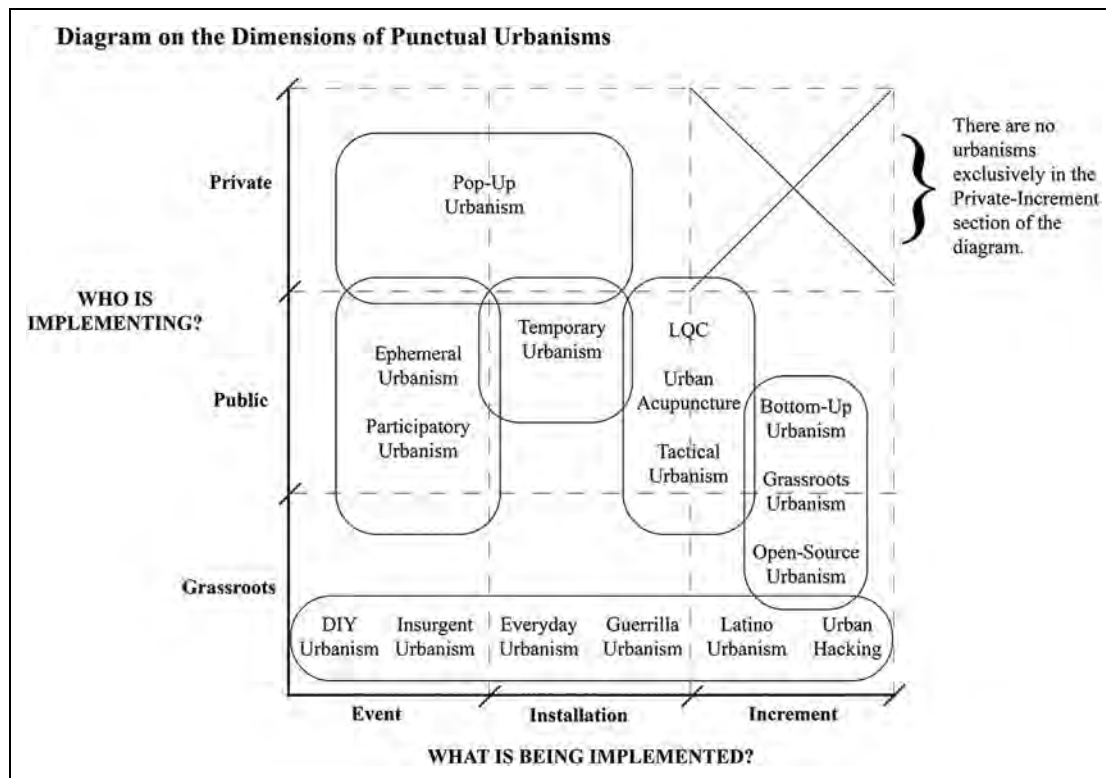 Diagram on the Dimensions of Punctual Urbanisms
Private
Pop-Up
Urbanism
There are no
urbanisms
exclusively in the
Private-Increment
section of the
diagram.
WHO IS
IMPLEMENTING?
Public
Ephemeral
Urbanism
Participatory
Urbanism
Temporary
Urbanism
LQC
Urban
Acupuncture
Tactical
Urbanism
Bottom-Up
Urbanism
Grassroots
Urbanism
Open-Source
Urbanism
Grassroots
DIY
Urbanism
Insurgent
Urbanism
Everyday
Urbanism
Guerrilla
Urbanism
Latino
Urbanism
Urban
Hacking
Event
Installation
Increment
WHAT IS BEING IMPLEMENTED?